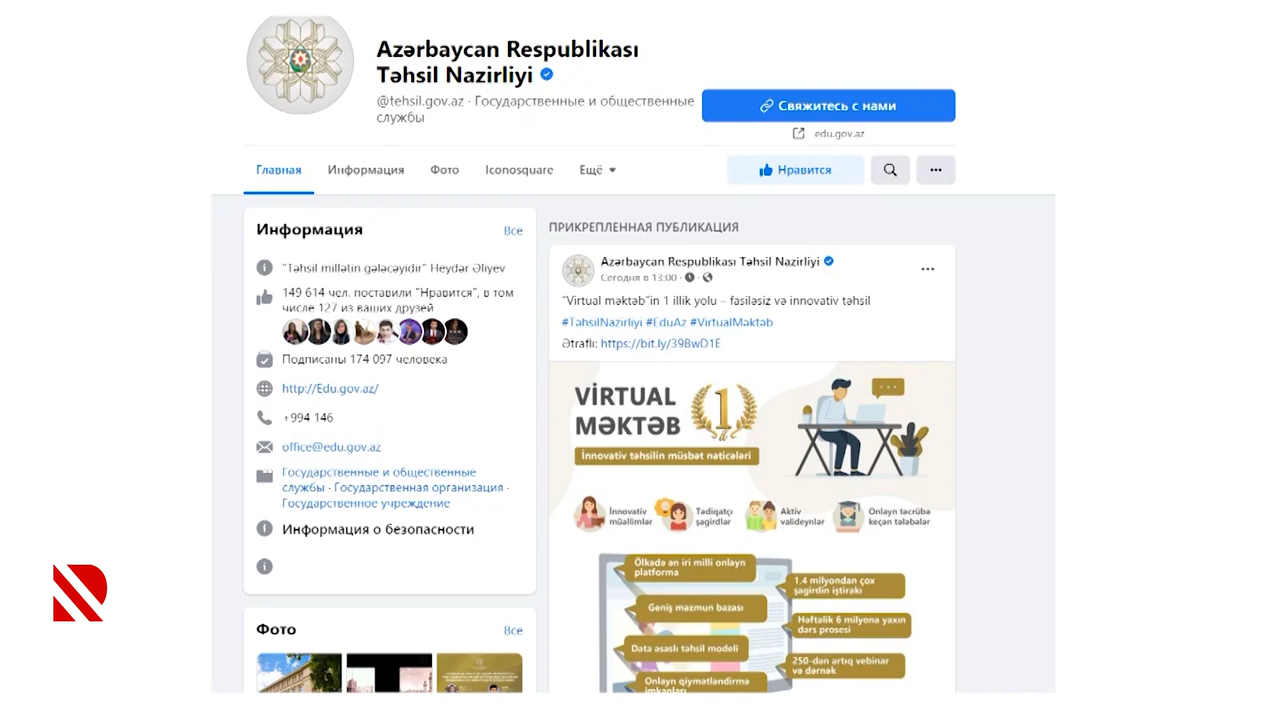 Azərbaycan Respublikası
Təhsil Nazirliyi
@tehsil.gov.az · Государственные и общественные
службы
Свяжитесь с нами
edu.gov.az
Главная
Информация
Фото
Iconosquare
Ещё
Нравится
Информация
Все
"Təhsil millətin gələcəyidir" Heydər Əliyev
149 614 чел. поставили "Нравится", в том
числе 127 из ваших друзей
Подписаны 174 097 человека
http://Edu.gov.az/
+994 146
office@edu.gov.az
Государственные и общественные
службы · Государственная организация ·
Государственное учреждение
Информация о безопасности
Фото
Все
ПРИКРЕПЛЕННАЯ ПУБЛИКАЦИЯ
Azərbaycan Respublikası Təhsil Nazirliyi
Сегодня в 13:00 ·
"Virtual məktəb"in 1 illik yolu – fasiləsiz və innovativ təhsil
#TəhsilNazirliyi #EduAz #VirtualMəktəb
Ətraflı: https://bit.ly/39BwD1E
VİRTUAL
MƏKTƏB
1
İnnovativ təhsilin müsbət nəticələri
İnnovativ
müəllimlər
Tədqiqatçı
şagirdlər
Aktiv
valideynlər
Onlayn təcrübə
keçən tələbələr
Ölkədə ən iri milli onlayn
platforma
1.4 milyondan çox
şagirdin iştirakı
Geniş məzmun bazası
Həftəlik 6 milyona yaxın
dərs prosesi
Data əsaslı təhsil modeli
250-dən artıq vebinar
və dərnək
Onlayn qiymətləndirmə
imkanları